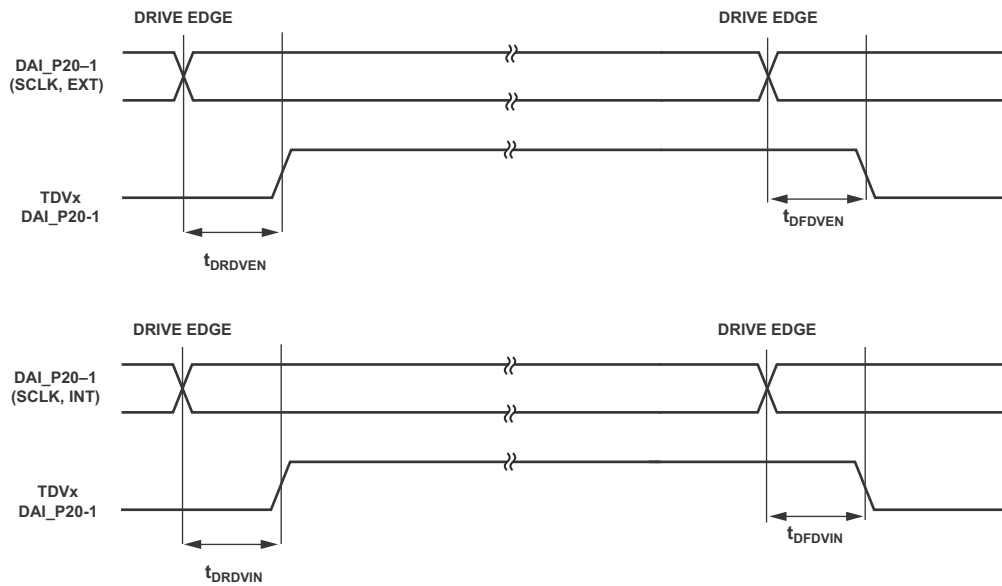 DRIVE EDGE DRIVE EDGE
DAI_P20–1
(SCLK, EXT)
TDVx
DAI_P20-1
tDFDVEN
tDRDVEN
DRIVE EDGE DRIVE EDGE
DAI_P20–1
(SCLK, INT)
TDVx
DAI_P20-1
tDFDVIN
tDRDVIN